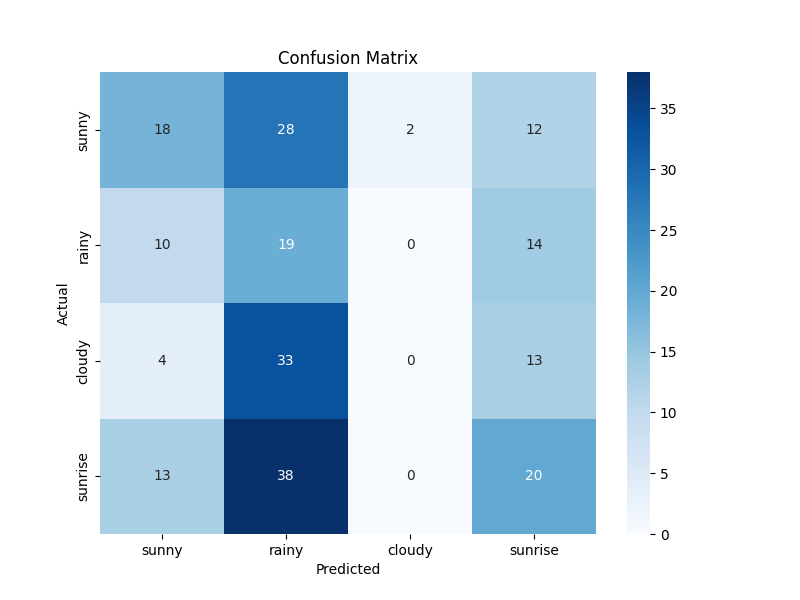 Confusion Matrix
sunny
18 28 2 12
rainy
10 19 0 14
cloudy
4 33 0 13
sunrise
13 38 0 20
Actual
sunny rainy cloudy sunrise
Predicted
35
30
25
20
15
10
5
0